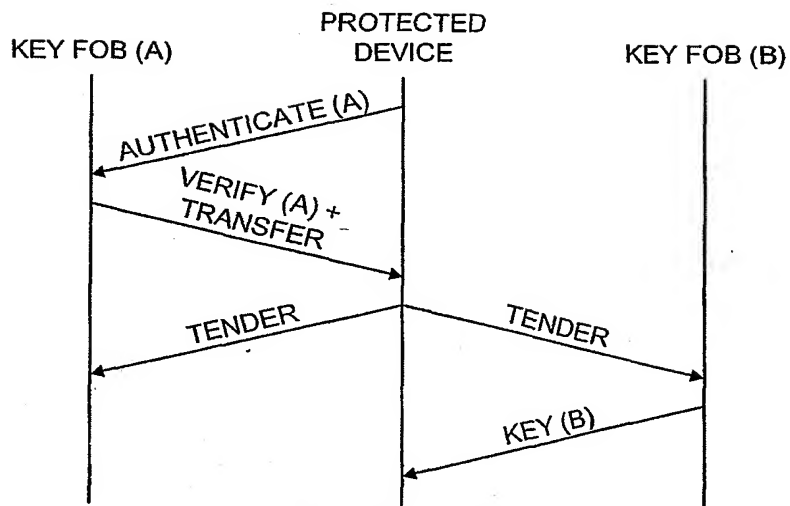 KEY FOB (A)
PROTECTED
DEVICE
KEY FOB (B)
AUTHENTICATE (A)
VERIFY (A) +
TRANSFER
TENDER
TENDER
KEY (B)